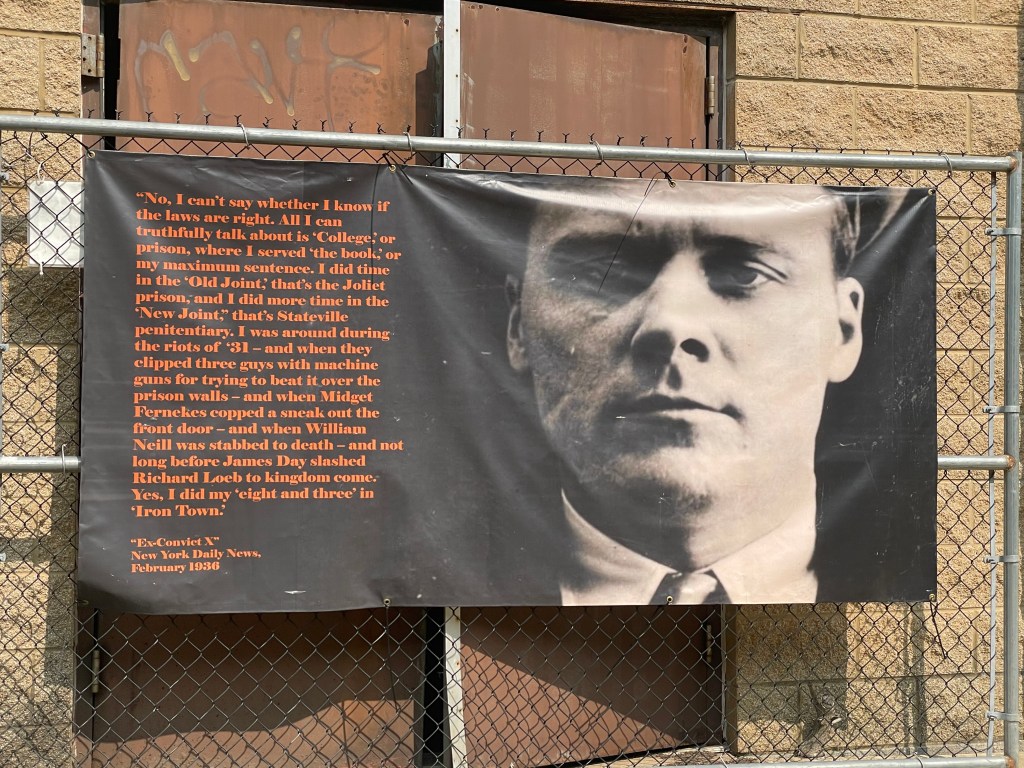 “No, I can’t say whether I know if
the laws are right. All I can
truthfully talk about is ‘College,’ or
prison, where I served ‘the book,’ or
my maximum sentence. I did time
in the ‘Old Joint,’ that’s the Joliet
prison, and I did more time in the
‘New Joint,’ that’s Stateville
penitentiary. I was around during
the riots of ‘31 – and when they
clipped three guys with machine
guns for trying to beat it over the
prison walls – and when Midget
Fernekes copped a sneak out the
front door – and when William
Neill was stabbed to death – and not
long before James Day slashed
Richard Loeb to kingdom come.
Yes, I did my ‘eight and three’ in
‘Iron Town.’
“Ex-Convict X”
New York Daily News,
February 1936